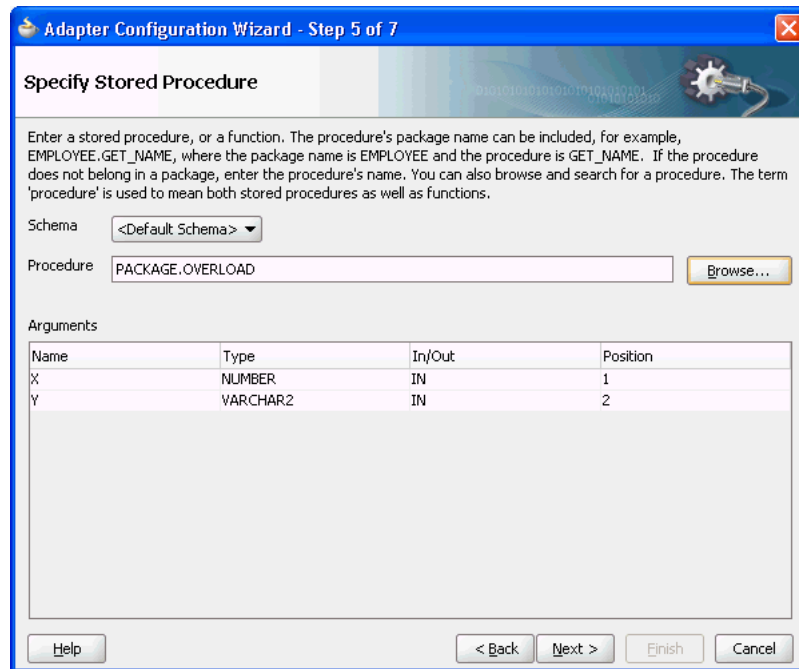 Adapter Configuration Wizard - Step 5 of 7
Specify Stored Procedure
Enter a stored procedure, or a function. The procedure's package name can be included, for example,
EMPLOYEE.GET_NAME, where the package name is EMPLOYEE and the procedure is GET_NAME. If the procedure
does not belong in a package, enter the procedure's name. You can also browse and search for a procedure. The term
'procedure' is used to mean both stored procedures as well as functions.
Schema <Default Schema>
Procedure PACKAGE.OVERLOAD Browse...
Arguments
Name Type In/Out Position
X NUMBER IN 1
Y VARCHAR2 IN 2
Help < Back Next > Finish Cancel